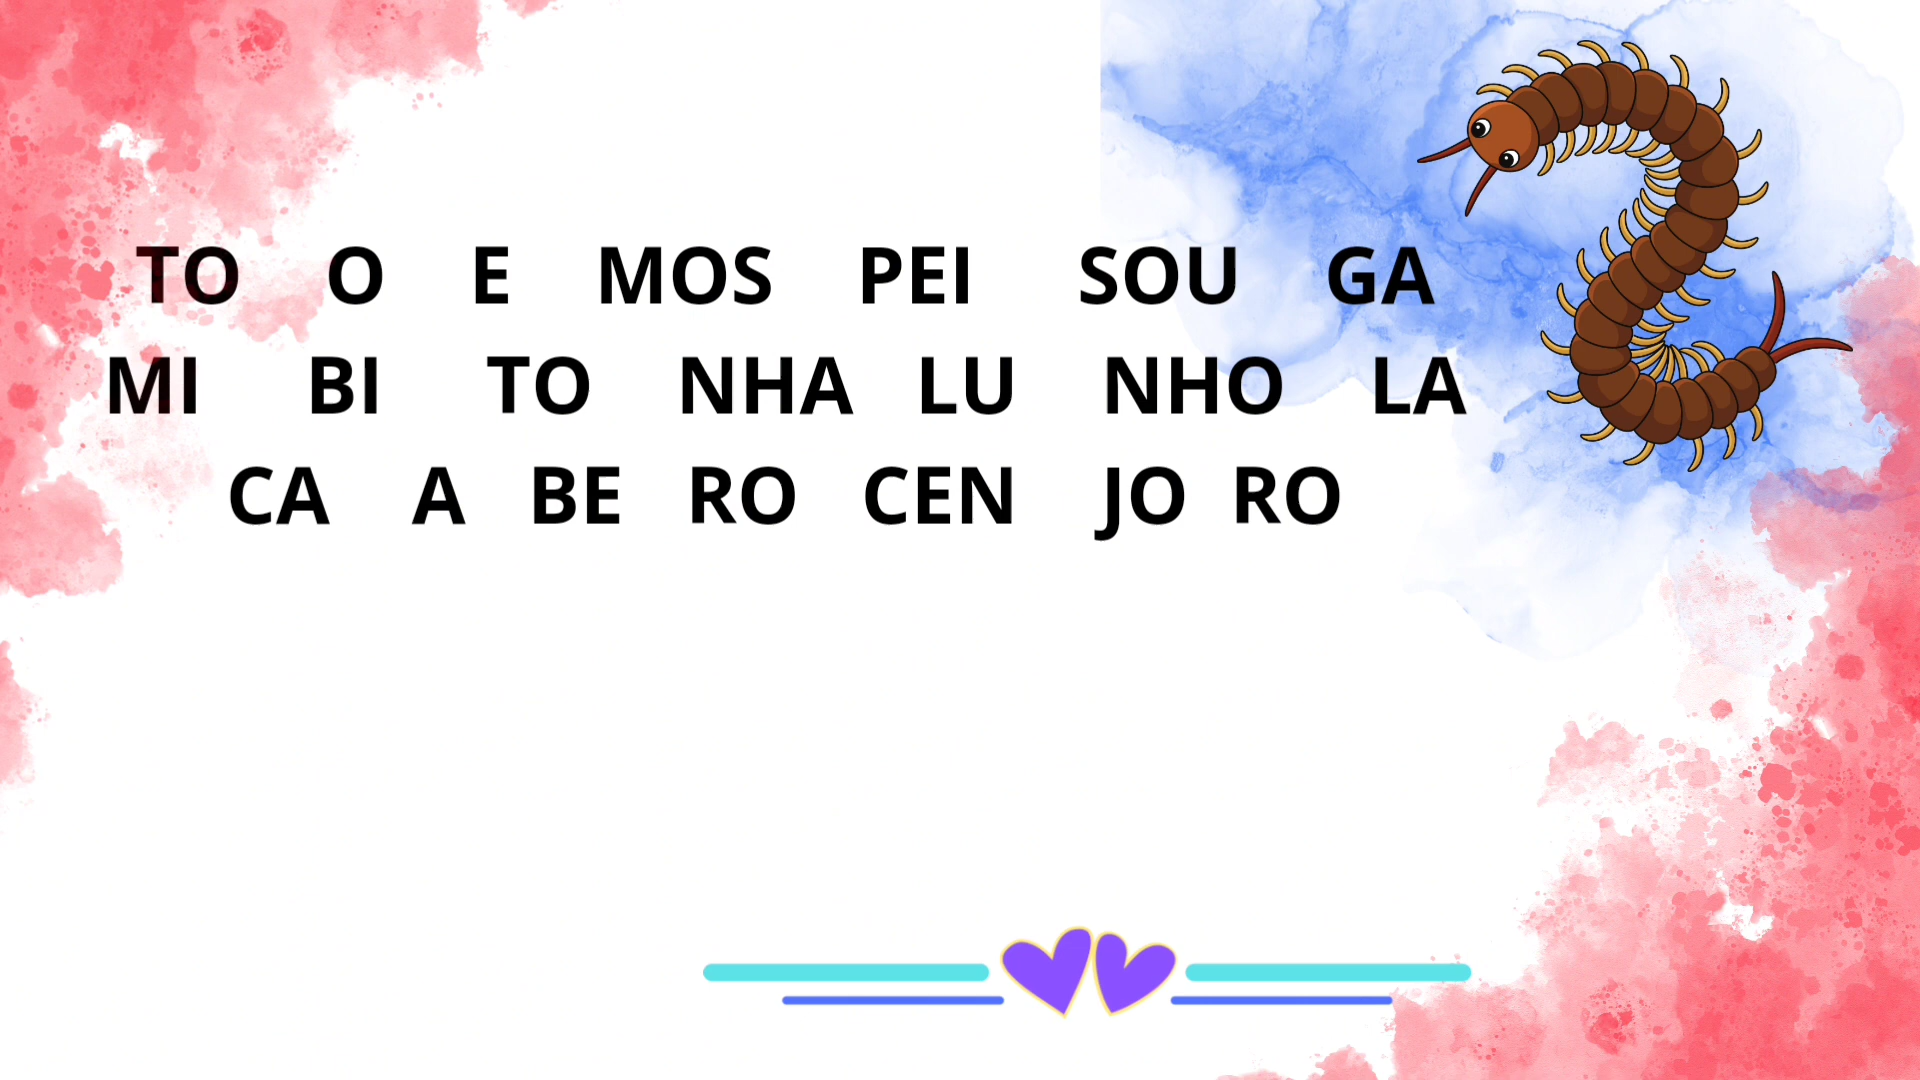 TO O E MOS PEI SOU GA
MI BI TO NHA LU NHO LA
CA A BE RO CEN JO RO